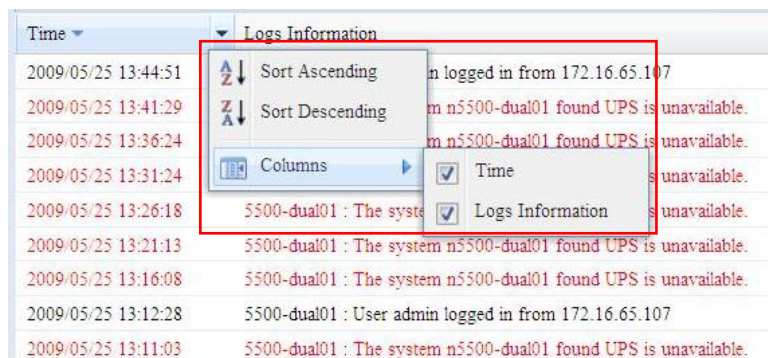 Time Logs Information
2009/05/25 13:44:51 Sort Ascending in logged in from 172.16.65.107
2009/05/25 13:41:29 Sort Descending m n5500-dual01 found UPS is unavailable.
2009/05/25 13:36:24 m n5500-dual01 found UPS is unavailable.
2009/05/25 13:31:24 Columns Time s unavailable.
2009/05/25 13:26:18 5500-dual01 : The syste Logs Information s unavailable.
2009/05/25 13:21:13 5500-dual01 : The system n5500-dual01 found UPS is unavailable.
2009/05/25 13:16:08 5500-dual01 : The system n5500-dual01 found UPS is unavailable.
2009/05/25 13:12:28 5500-dual01 : User admin logged in from 172.16.65.107
2009/05/25 13:11:03 5500-dual01 : The system n5500-dual01 found UPS is unavailable.